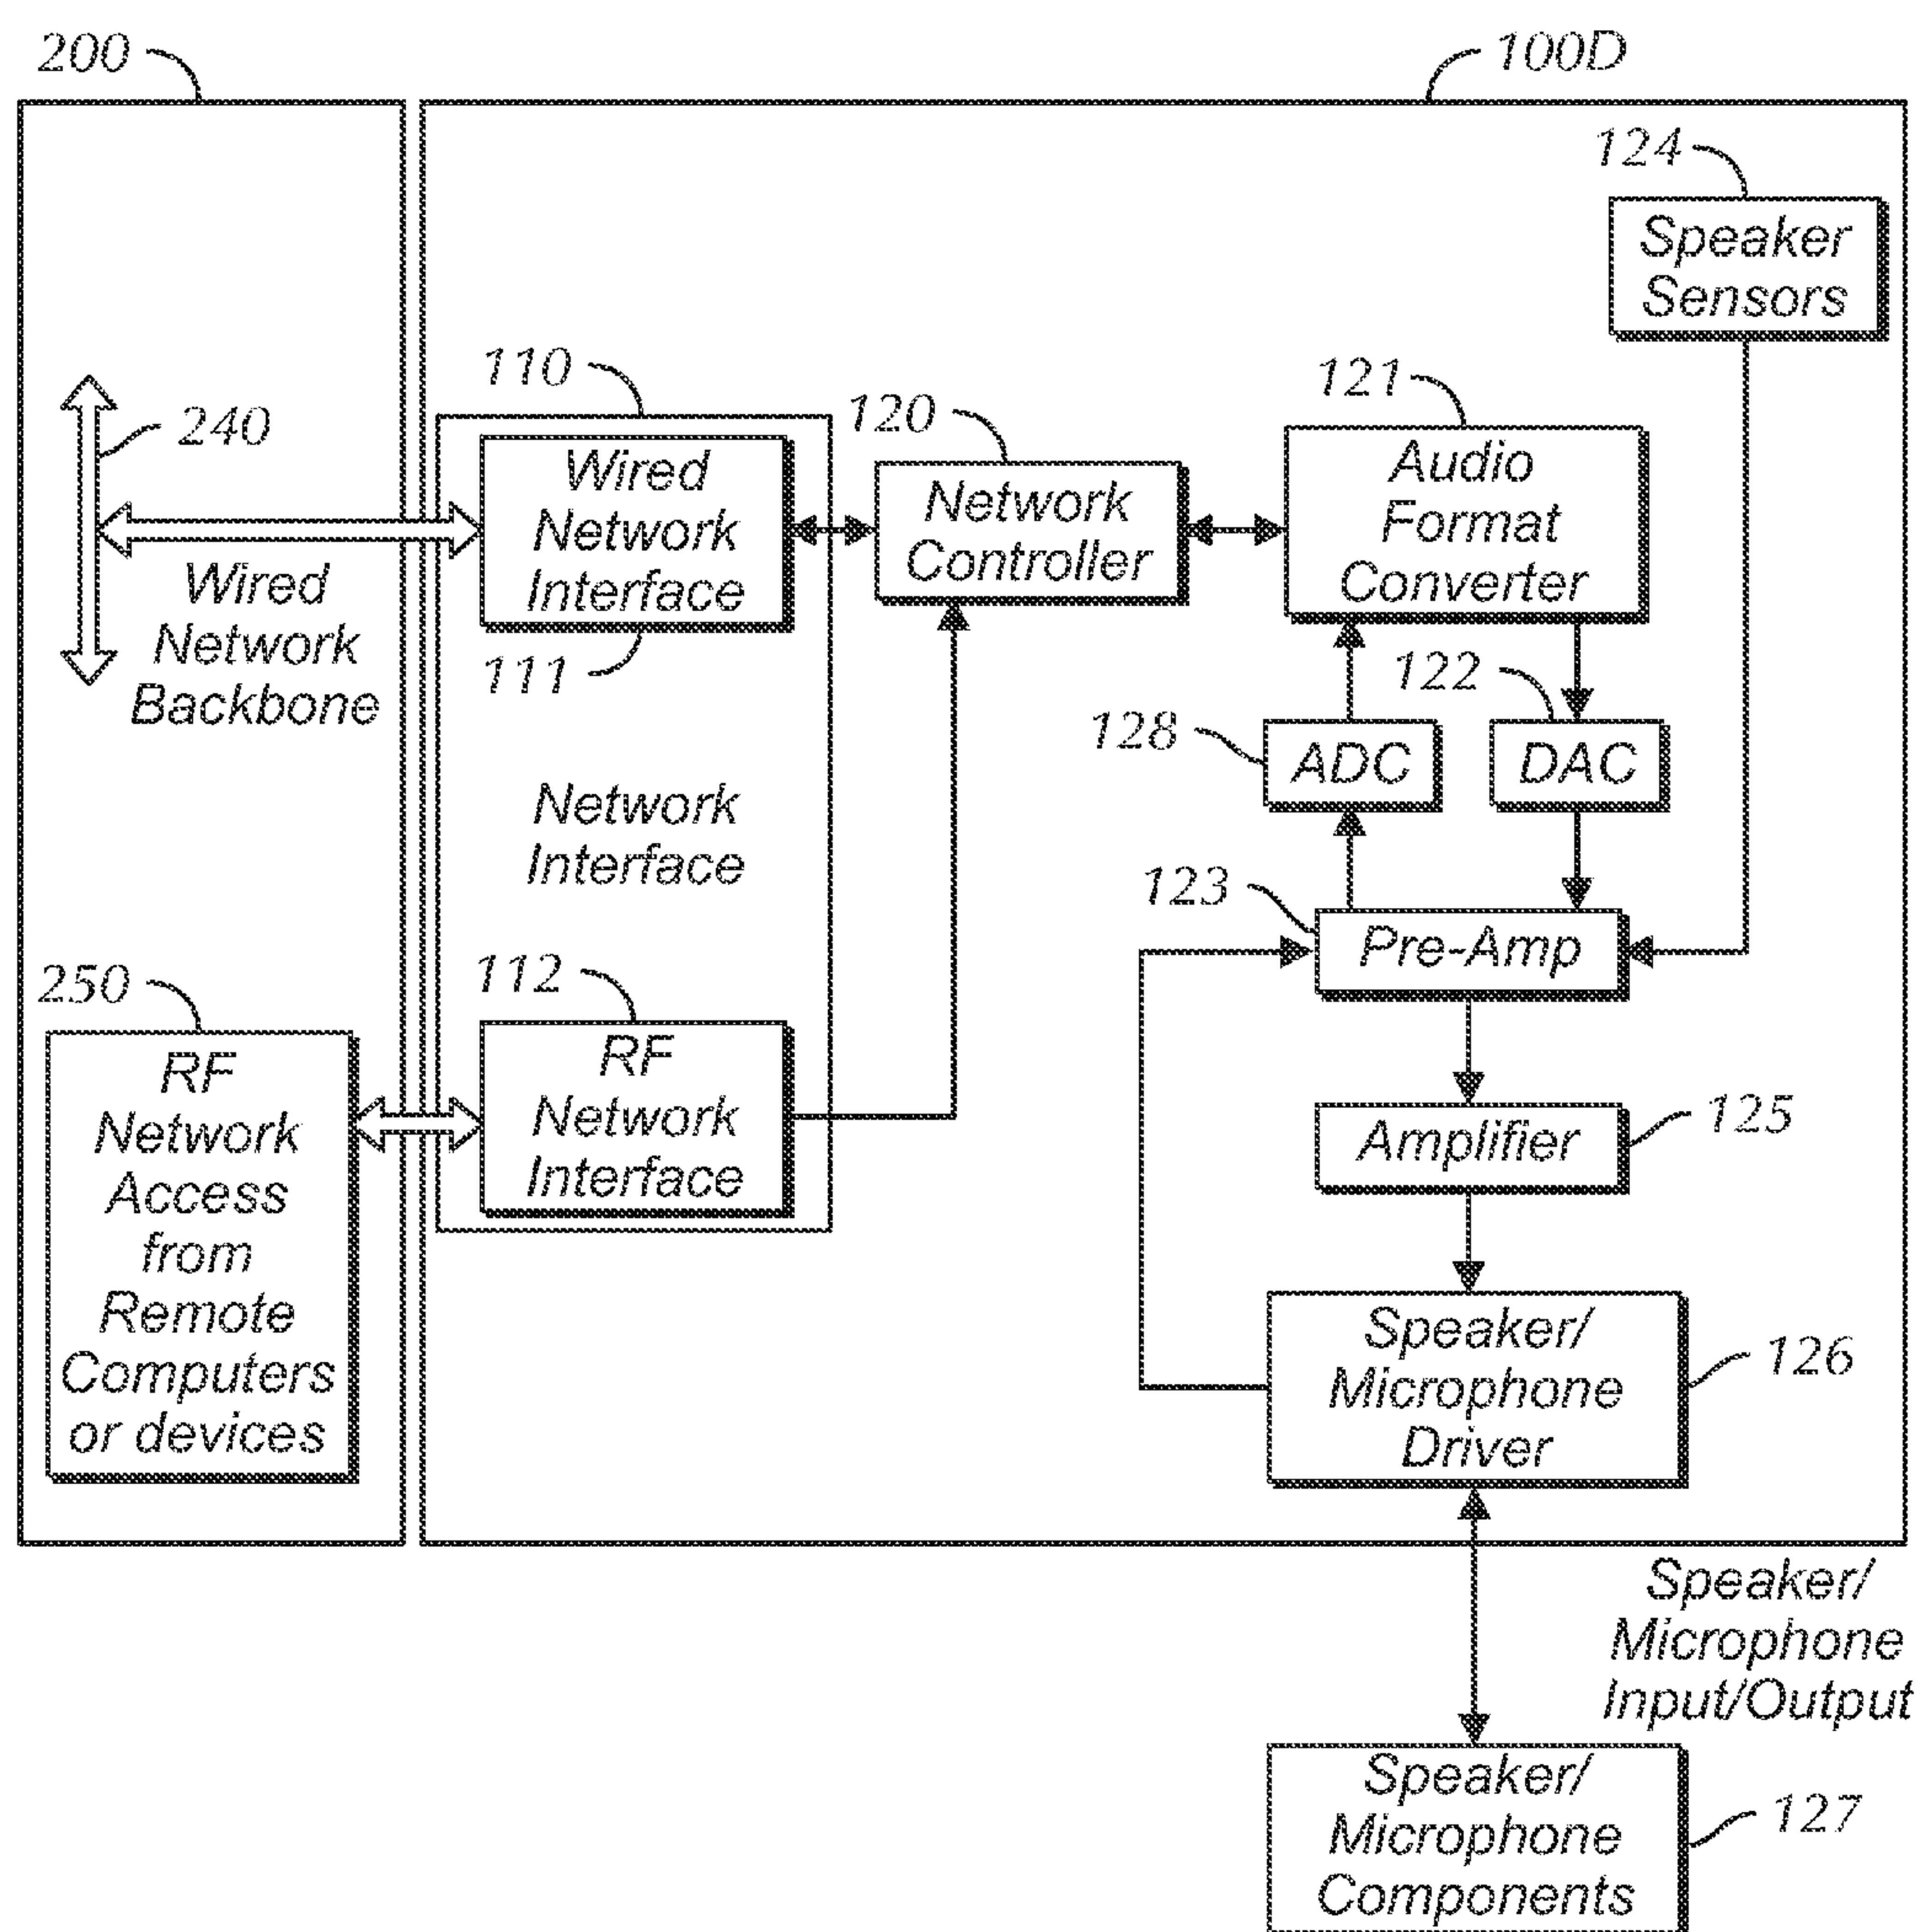 200
100D
124
Speaker
Sensors
110
121
120
240
Wired
Network
Interface
Network
Controller
Audio
Format
Converter
Wired
Network
Backbone
111
122
128
ADC
DAC
Network
Interface
123
Pre-Amp
112
250
RF
Network
Access
from
Remote
Computers
or devices
RF
Network
Interface
Amplifier
125
Speaker/
Microphone
Driver
126
Speaker/
Microphone
Input/Output
Speaker/
Microphone
Components
127